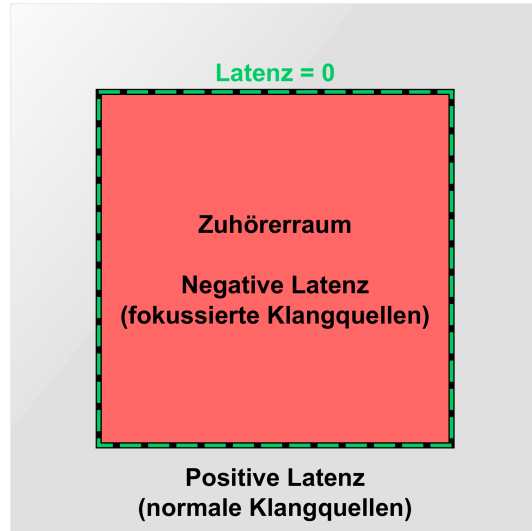 Latenz = 0
Zuhörerraum
Negative Latenz
(fokussierte Klangquellen)
Positive Latenz
(normale Klangquellen)